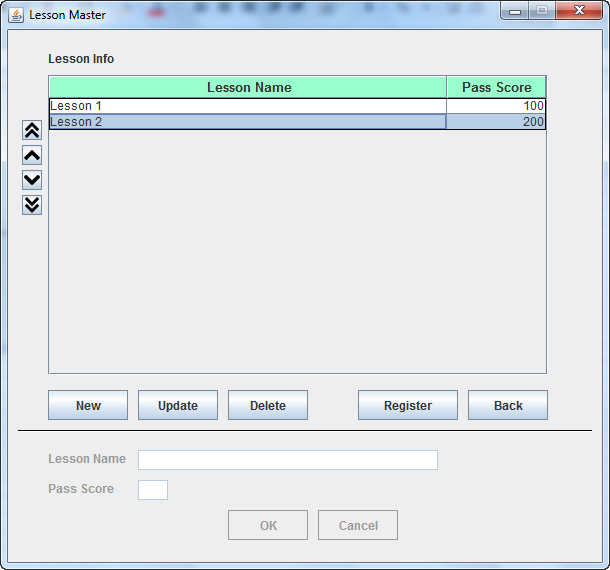 Lesson Master
Lesson Info
Lesson Name Pass Score
Lesson 1 100
Lesson 2 200
New Update Delete Register Back
Lesson Name
Pass Score
OK Cancel